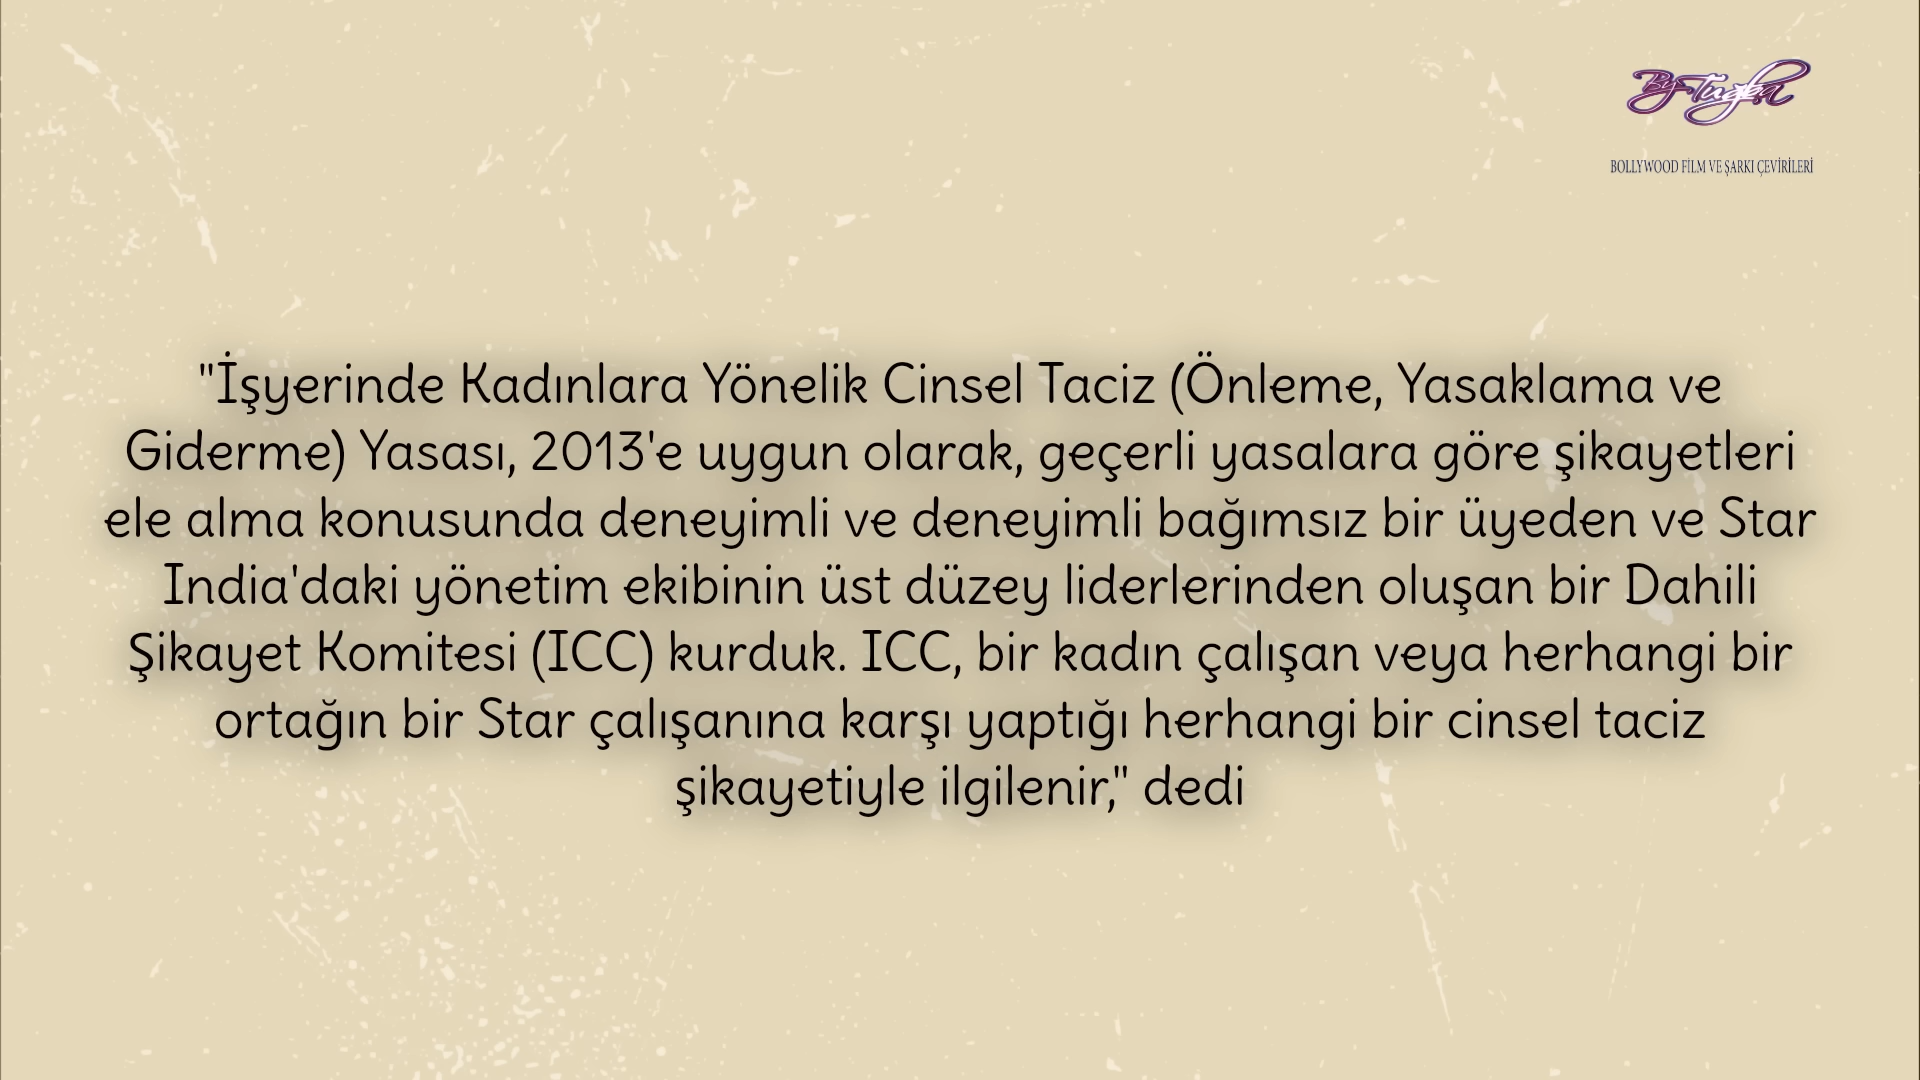 By Tuğba
BOLLYWOOD FİLM VE ŞARKI ÇEVİRİLERİ
"İşyerinde Kadınlara Yönelik Cinsel Taciz (Önleme, Yasaklama ve
Giderme) Yasası, 2013'e uygun olarak, geçerli yasalara göre şikayetleri
ele alma konusunda deneyimli ve deneyimli bağımsız bir üyeden ve Star
India'daki yönetim ekibinin üst düzey liderlerinden oluşan bir Dahili
Şikayet Komitesi (ICC) kurduk. ICC, bir kadın çalışan veya herhangi bir
ortağın bir Star çalışanına karşı yaptığı herhangi bir cinsel taciz
şikayetiyle ilgilenir," dedi